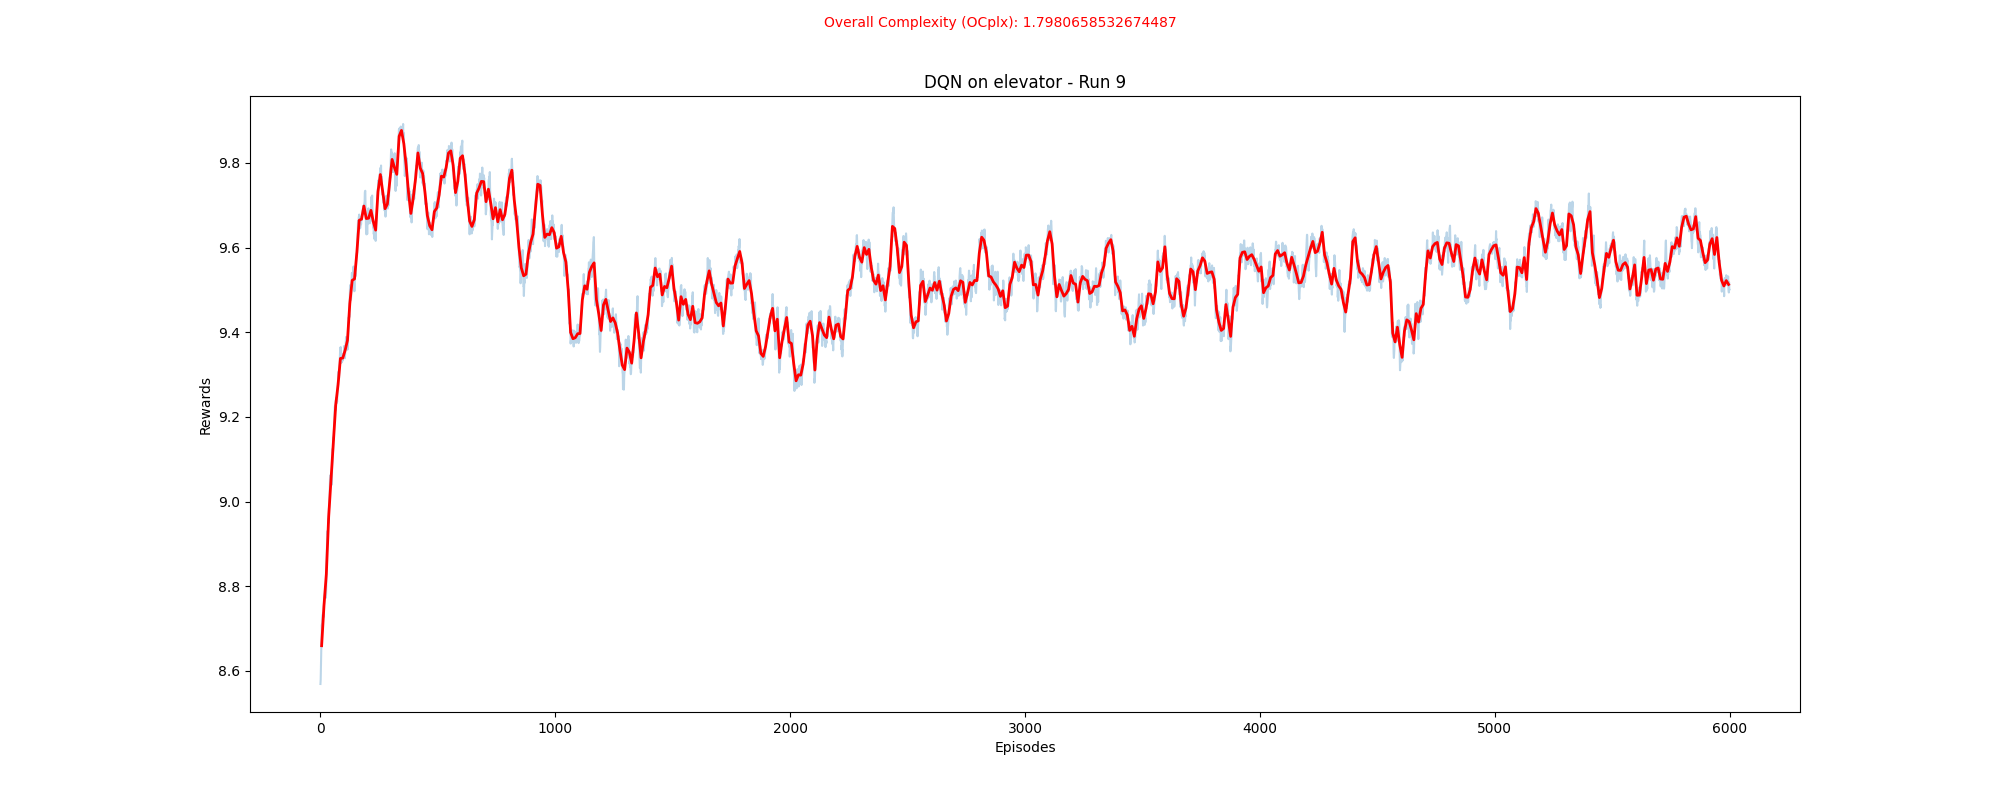 Overall Complexity (OCplx): 1.7980658532674487
DQN on elevator - Run 9
9.8
9.6
9.4
9.2
9.0
8.8
8.6
Rewards
0 1000 2000 3000 4000 5000 6000
Episodes